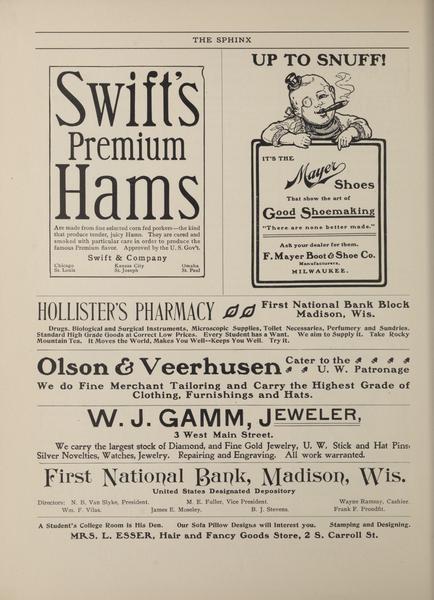 THE SPHINX
Swift's
Premium
Hams
Are made from fine selected corn fed porkers—the kind
that produce tender, juicy Hams. They are cured and
smoked with particular care in order to produce the
famous Premium flavor. Approved by the U. S. Gov't.
Swift & Company
Chicago Kansas City Omaha
St. Louis St. Joseph St. Paul
UP TO SNUFF!
IT'S THE
Mayer
Shoes
That show the art of
Good Shoemaking
"There are none better made."
Ask your dealer for them.
F. Mayer Boot & Shoe Co.
Manufacturers,
MILWAUKEE.
HOLLISTER'S PHARMACY First National Bank Block
Madison, Wis.
Drugs, Biological and Surgical Instruments, Microscopic Supplies, Toilet Necessaries, Perfumery and Sundries.
Standard High Grade Goods at Correct Low Prices. Every Student has a Want. We aim to Supply it. Take Rocky
Mountain Tea. It Moves the World, Makes You Well--Keeps You Well. Try it.
Olson & Veerhusen Cater to the
U. W. Patronage
We do Fine Merchant Tailoring and Carry the Highest Grade of
Clothing, Furnishings and Hats.
W. J. GAMM, JEWELER,
3 West Main Street.
We carry the largest stock of Diamond, and Fine Gold Jewelry, U. W. Stick and Hat Pins.
Silver Novelties, Watches, Jewelry. Repairing and Engraving. All work warranted.
First National Bank, Madison, Wis.
United States Designated Depository
Directors: N. B. Van Slyke, President. M. E. Fuller, Vice President. Wayne Ramsay, Cashier.
Wm. F. Vilas. James E. Moseley. B. J. Stevens. Frank F. Proudfit.
A Student's College Room is His Den. Our Sofa Pillow Designs will Interest you. Stamping and Designing.
MRS. L. ESSER, Hair and Fancy Goods Store, 2 S. Carroll St.